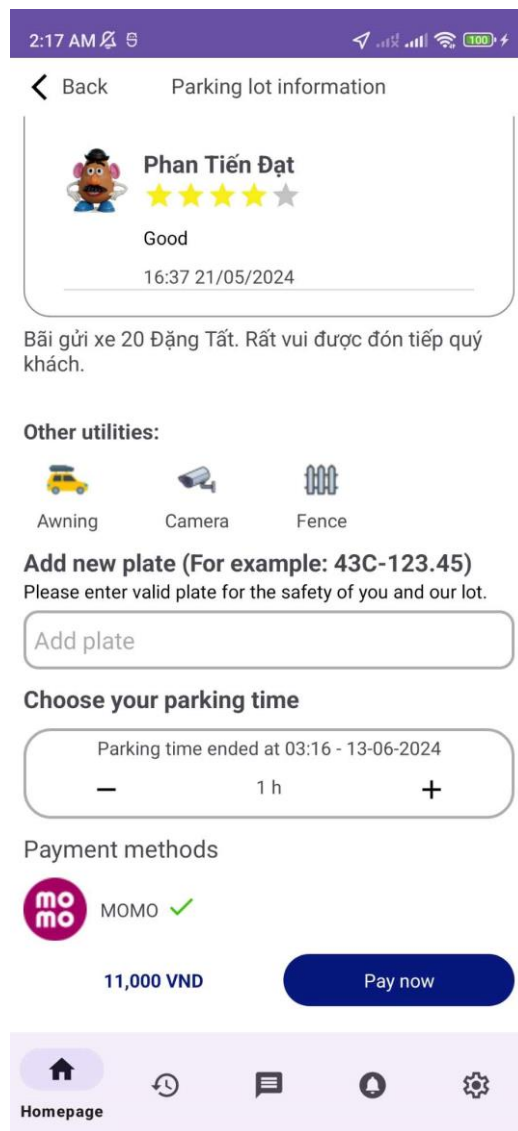 2:17 AM
100
Back Parking lot information
Phan Tiến Đạt
Good
16:37 21/05/2024
Bãi gửi xe 20 Đặng Tất. Rất vui được đón tiếp quý
khách.
Other utilities:
Awning Camera Fence
Add new plate (For example: 43C-123.45)
Please enter valid plate for the safety of you and our lot.
Add plate
Choose your parking time
Parking time ended at 03:16 - 13-06-2024
− 1 h +
Payment methods
mo
mo
MOMO
11,000 VND Pay now
Homepage